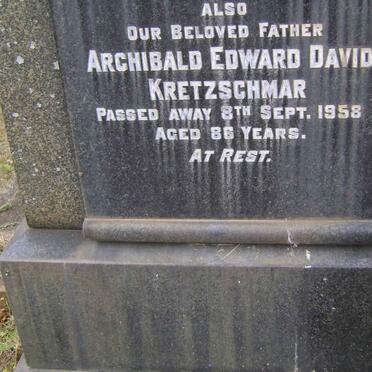 ALSO
OUR BELOVED FATHER
ARCHIBALD EDWARD DAVID
KRETZSCHMAR
PASSED AWAY 8TH SEPT. 1958
AGED 86 YEARS.
AT REST.